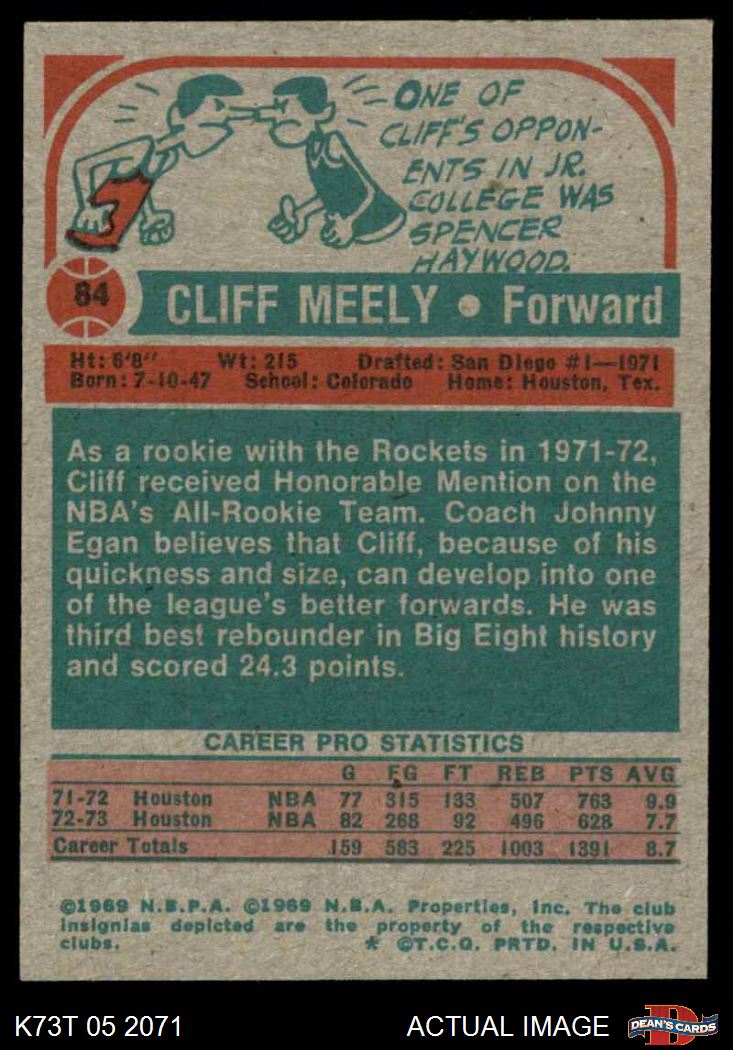 ONE OF
CLIFF'S OPPON-
ENTS IN JR.
COLLEGE WAS
SPENCER
HAYWOOD.
84
CLIFF MEELY • Forward
Ht: 6'8" Wt: 215 Drafted: San Diego #1—1971
Born: 7-10-47 School: Colorado Home: Houston, Tex.
As a rookie with the Rockets in 1971-72,
Cliff received Honorable Mention on the
NBA's All-Rookie Team. Coach Johnny
Egan believes that Cliff, because of his
quickness and size, can develop into one
of the league's better forwards. He was
third best rebounder in Big Eight history
and scored 24.3 points.
CAREER PRO STATISTICS
G FG FT REB PTS AVG
71-72 Houston NBA 77 315 133 507 763 9.9
72-73 Houston NBA 82 268 92 496 628 7.7
Career Totals 159 583 225 1003 1391 8.7
©1969 N.B.P.A. ©1969 N.B.A. Properties, Inc. The club
insignias depicted are the property of the respective
clubs. * ©T.C.G. PRTD. IN U.S.A.
K73T 05 2071 ACTUAL IMAGE D DEAN'S CARDS